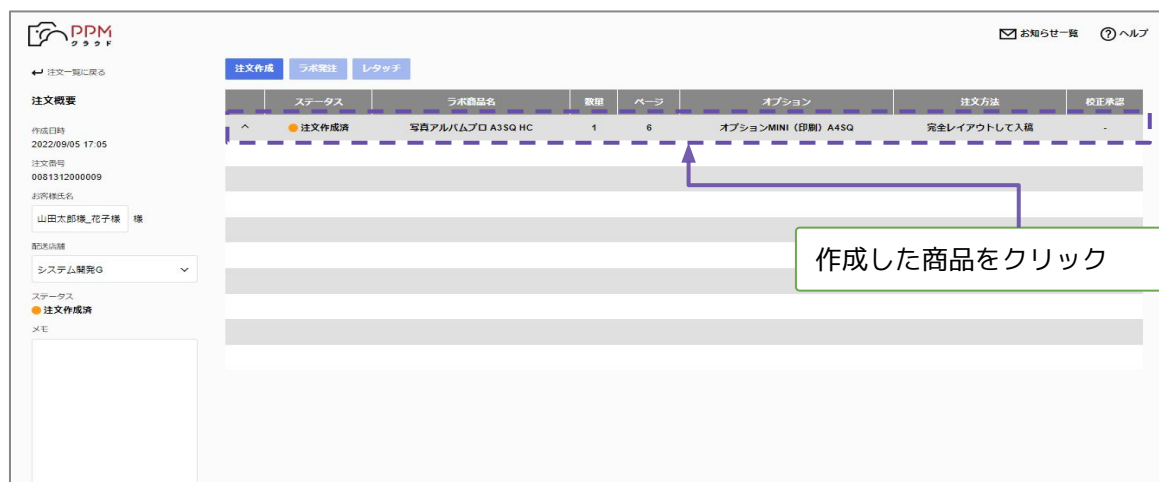 PPM
クラウド
お知らせ一覧 ? ヘルプ
注文一覧に戻る
注文作成 ラボ発注 レタッチ
注文概要
ステータス ラボ商品名 数量 ページ オプション 注文方法 校正承認
注文作成済 写真アルバムプロ A3SQ HC 1 6 オプションMINI（印刷）A4SQ 完全レイアウトして入稿 -
作成日時
2022/09/05 17:05
注文番号
0081312000009
お客様氏名
山田太郎様_花子様 様
配送店舗
システム開発G
ステータス
注文作成済
メモ
作成した商品をクリック